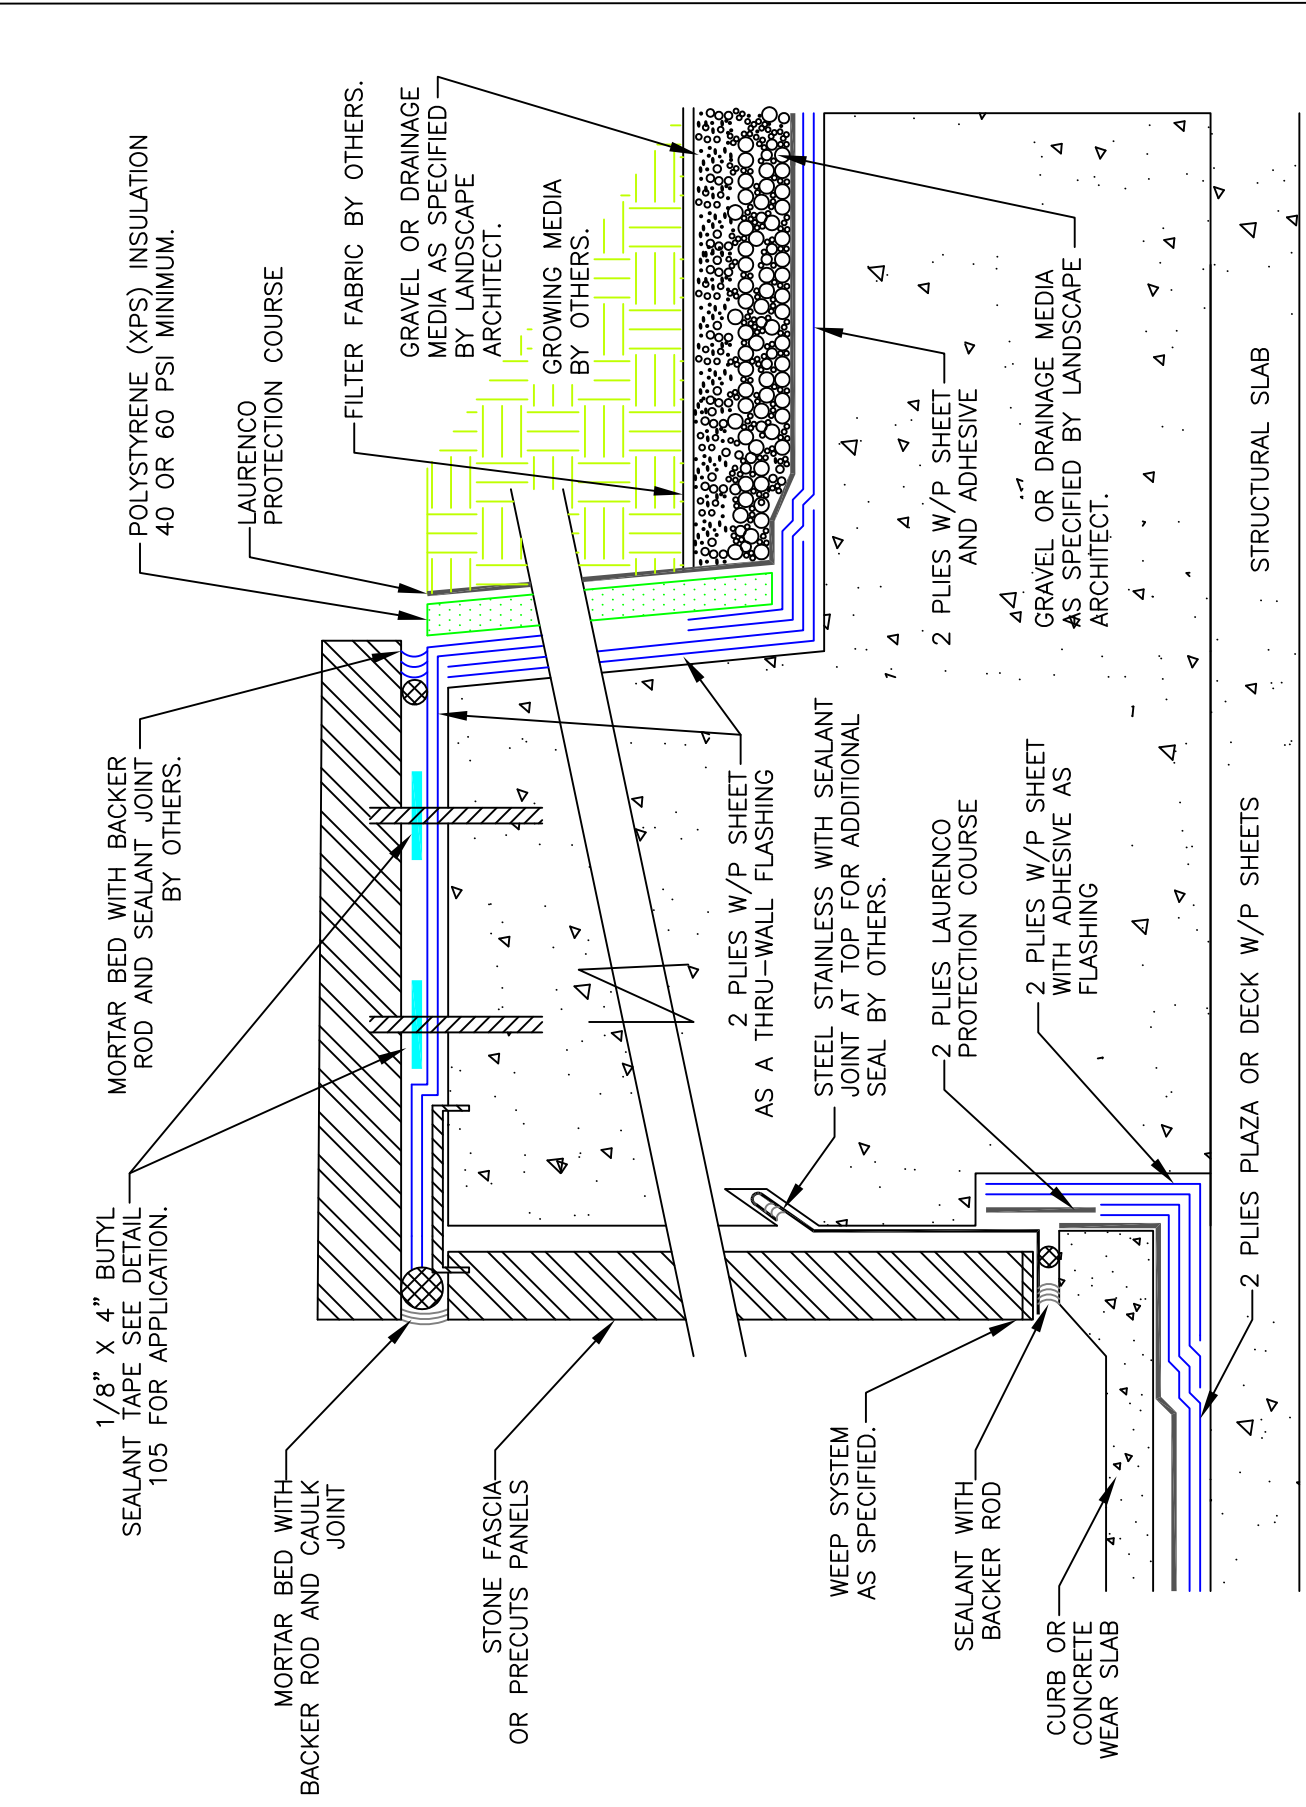 1/8" X 4" BUTYL
SEALANT TAPE SEE DETAIL
105 FOR APPLICATION.
MORTAR BED WITH BACKER
ROD AND SEALANT JOINT
BY OTHERS.
POLYSTYRENE (XPS) INSULATION
40 OR 60 PSI MINIMUM.
LAURENCO
PROTECTION COURSE
FILTER FABRIC BY OTHERS.
GRAVEL OR DRAINAGE
MEDIA AS SPECIFIED
BY LANDSCAPE
ARCHITECT.
GROWING MEDIA
BY OTHERS.
MORTAR BED WITH
BACKER ROD AND CAULK
JOINT
STONE FASCIA
OR PRECUTS PANELS
2 PLIES W/P SHEET
AS A THRU-WALL FLASHING
STEEL STAINLESS WITH SEALANT
JOINT AT TOP FOR ADDITIONAL
SEAL BY OTHERS.
2 PLIES W/P SHEET
AND ADHESIVE
WEEP SYSTEM
AS SPECIFIED.
2 PLIES LAURENCO
PROTECTION COURSE
SEALANT WITH
BACKER ROD
2 PLIES W/P SHEET
WITH ADHESIVE AS
FLASHING
GRAVEL OR DRAINAGE MEDIA
AS SPECIFIED BY LANDSCAPE
ARCHITECT.
CURB OR
CONCRETE
WEAR SLAB
2 PLIES PLAZA OR DECK W/P SHEETS
STRUCTURAL SLAB